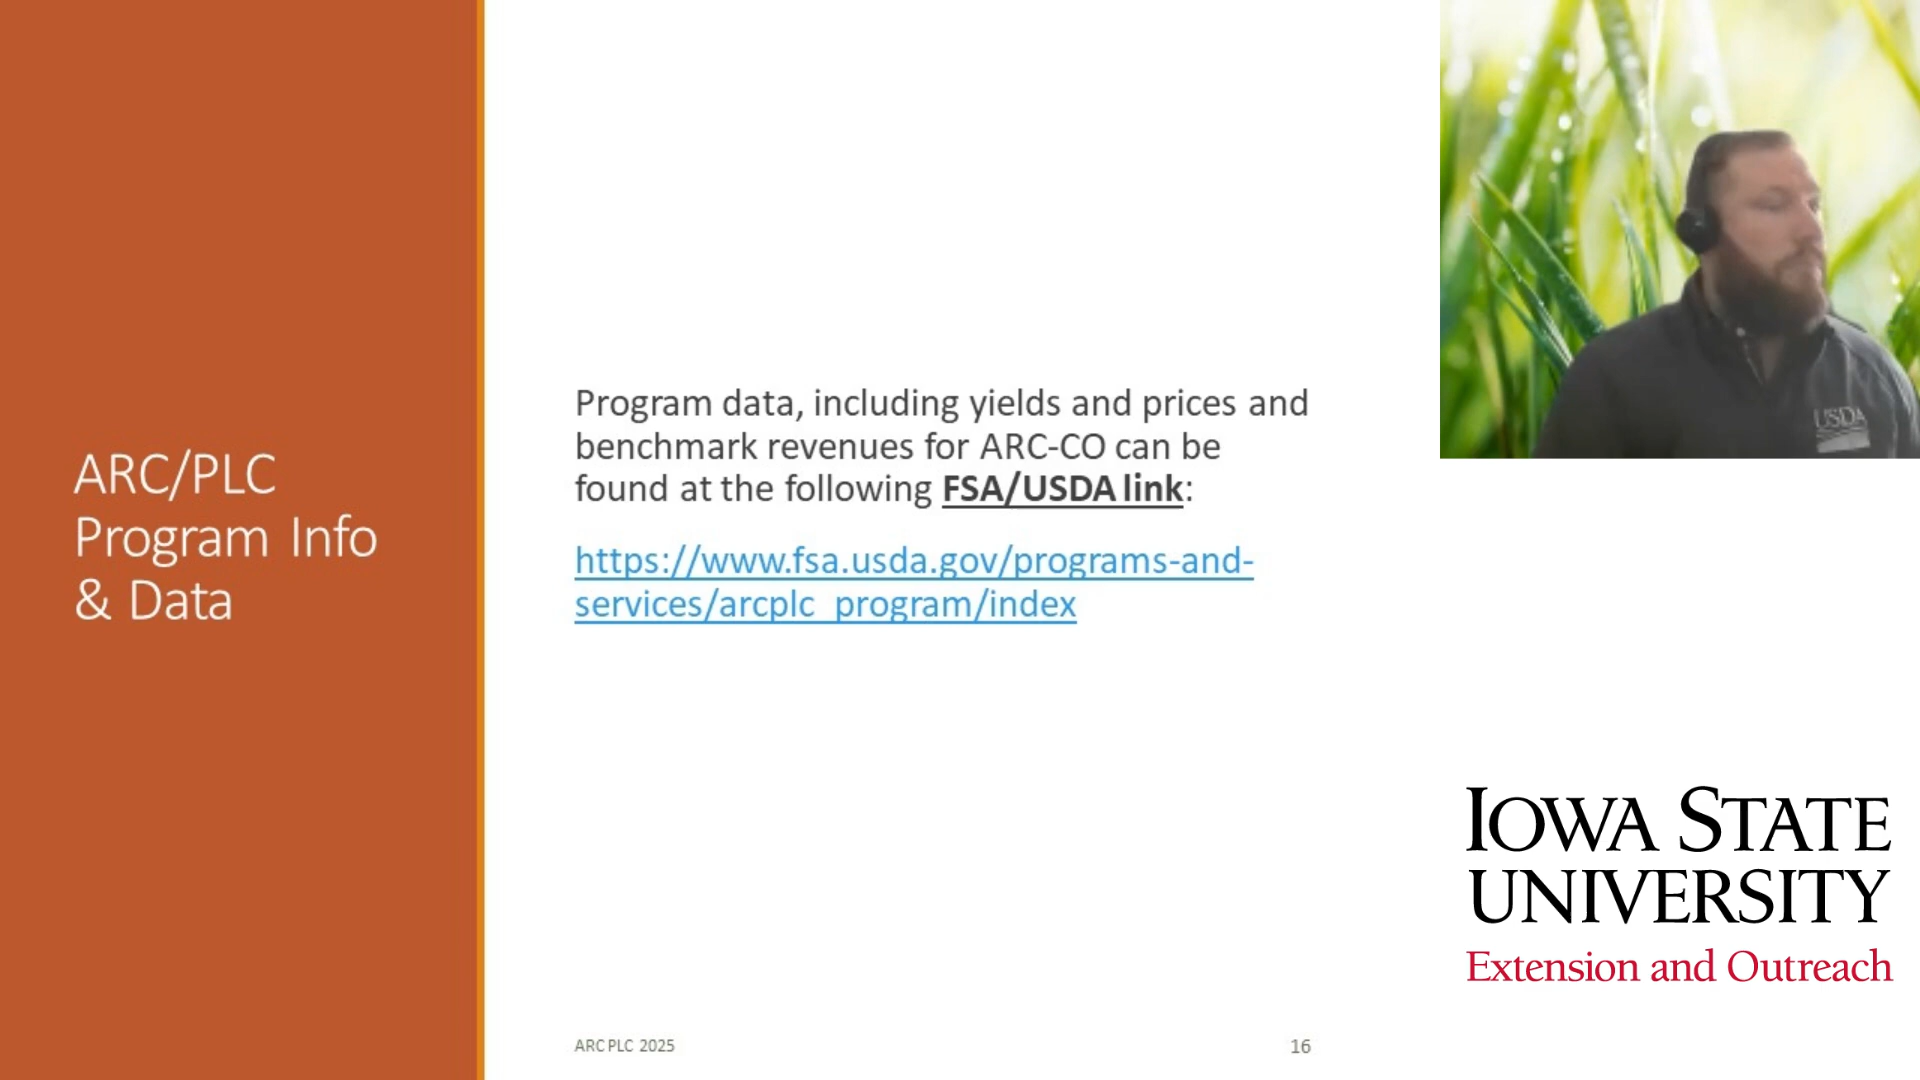 ARC/PLC
Program Info
& Data
Program data, including yields and prices and
benchmark revenues for ARC-CO can be
found at the following FSA/USDA link:
https://www.fsa.usda.gov/programs-and-
services/arcplc_program/index
ARC PLC 2025
16
USDA
IOWA STATE
UNIVERSITY
Extension and Outreach